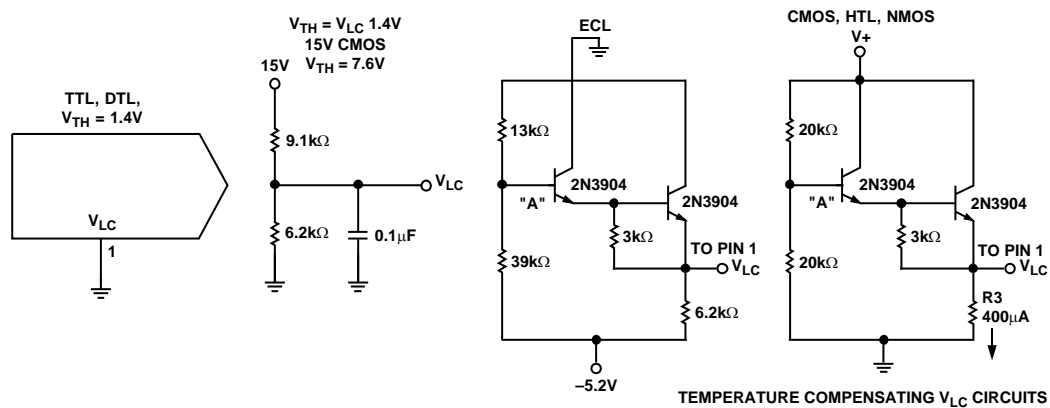 TTL, DTL,
V_TH = 1.4V
V_LC
1
V_TH = V_LC 1.4V
15V CMOS
V_TH = 7.6V
15V
9.1kΩ
V_LC
6.2kΩ
0.1μF
ECL
13kΩ
2N3904
"A"
2N3904
3kΩ
TO PIN 1
V_LC
39kΩ
6.2kΩ
–5.2V
CMOS, HTL, NMOS
V+
20kΩ
2N3904
"A"
2N3904
3kΩ
TO PIN 1
V_LC
20kΩ
R3
400μA
TEMPERATURE COMPENSATING V_LC CIRCUITS